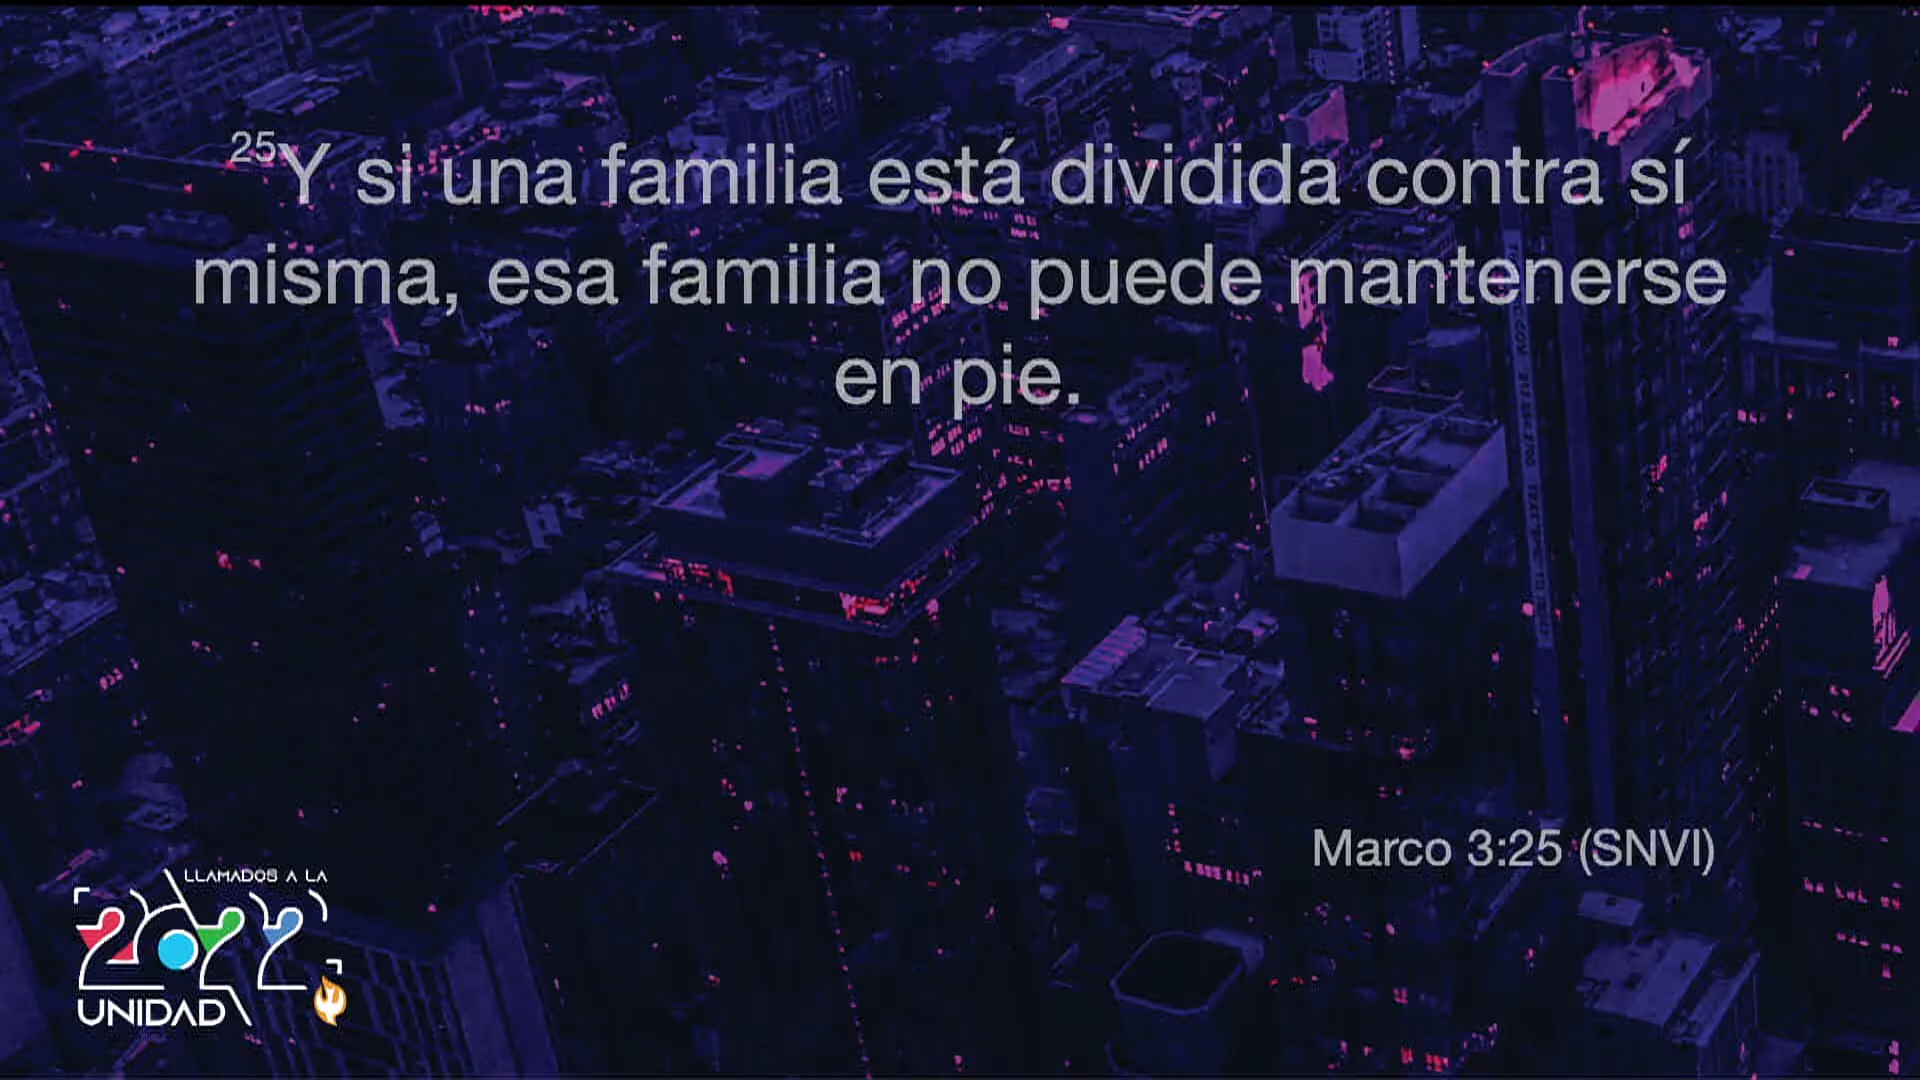 25Y si una familia está dividida contra sí
misma, esa familia no puede mantenerse
en pie.
Marco 3:25 (SNVI)
LLAMADOS A LA
2022
UNIDAD